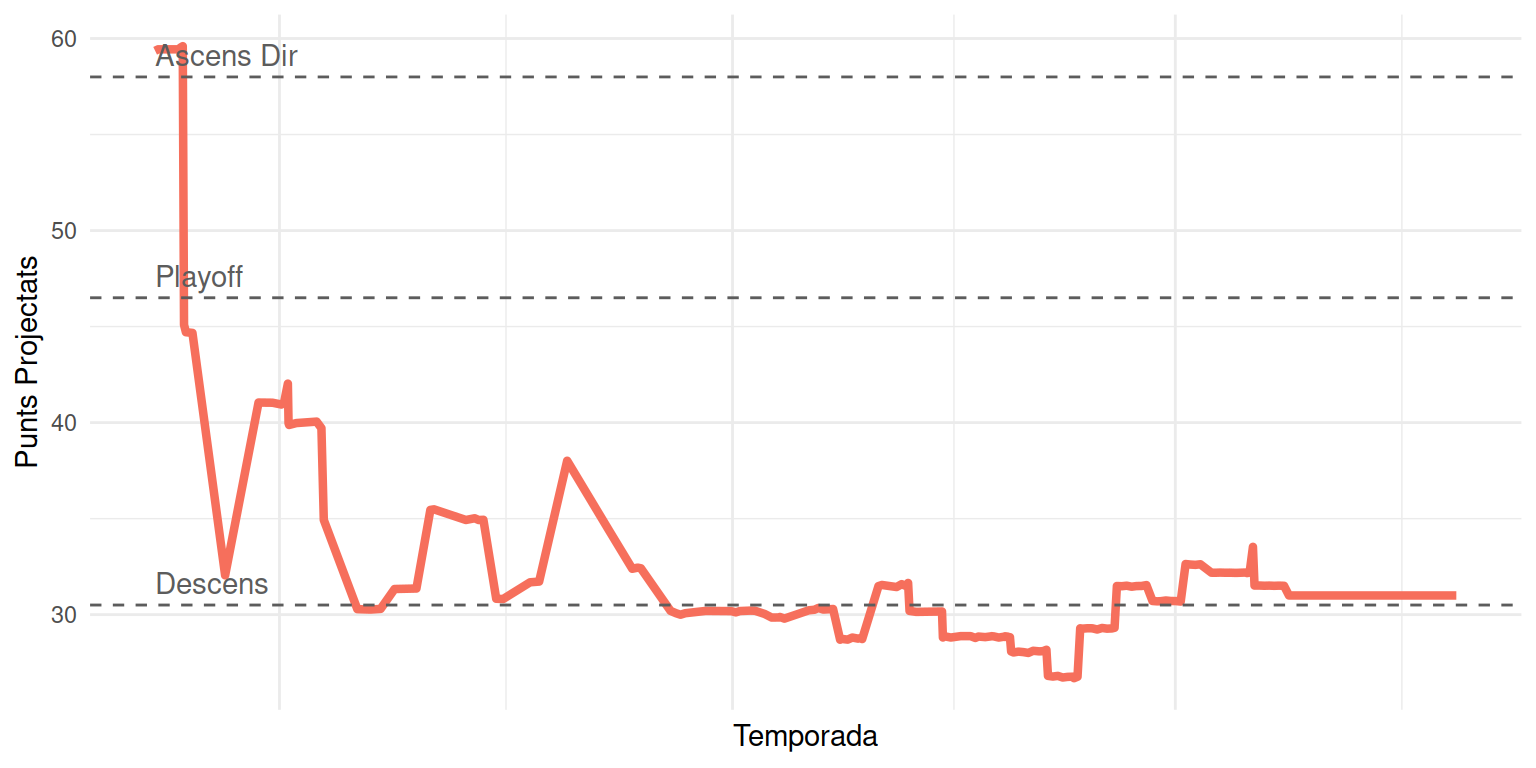 60
Ascens Dir
50
Playoff
Punts Projectats
40
Descens
30
Temporada